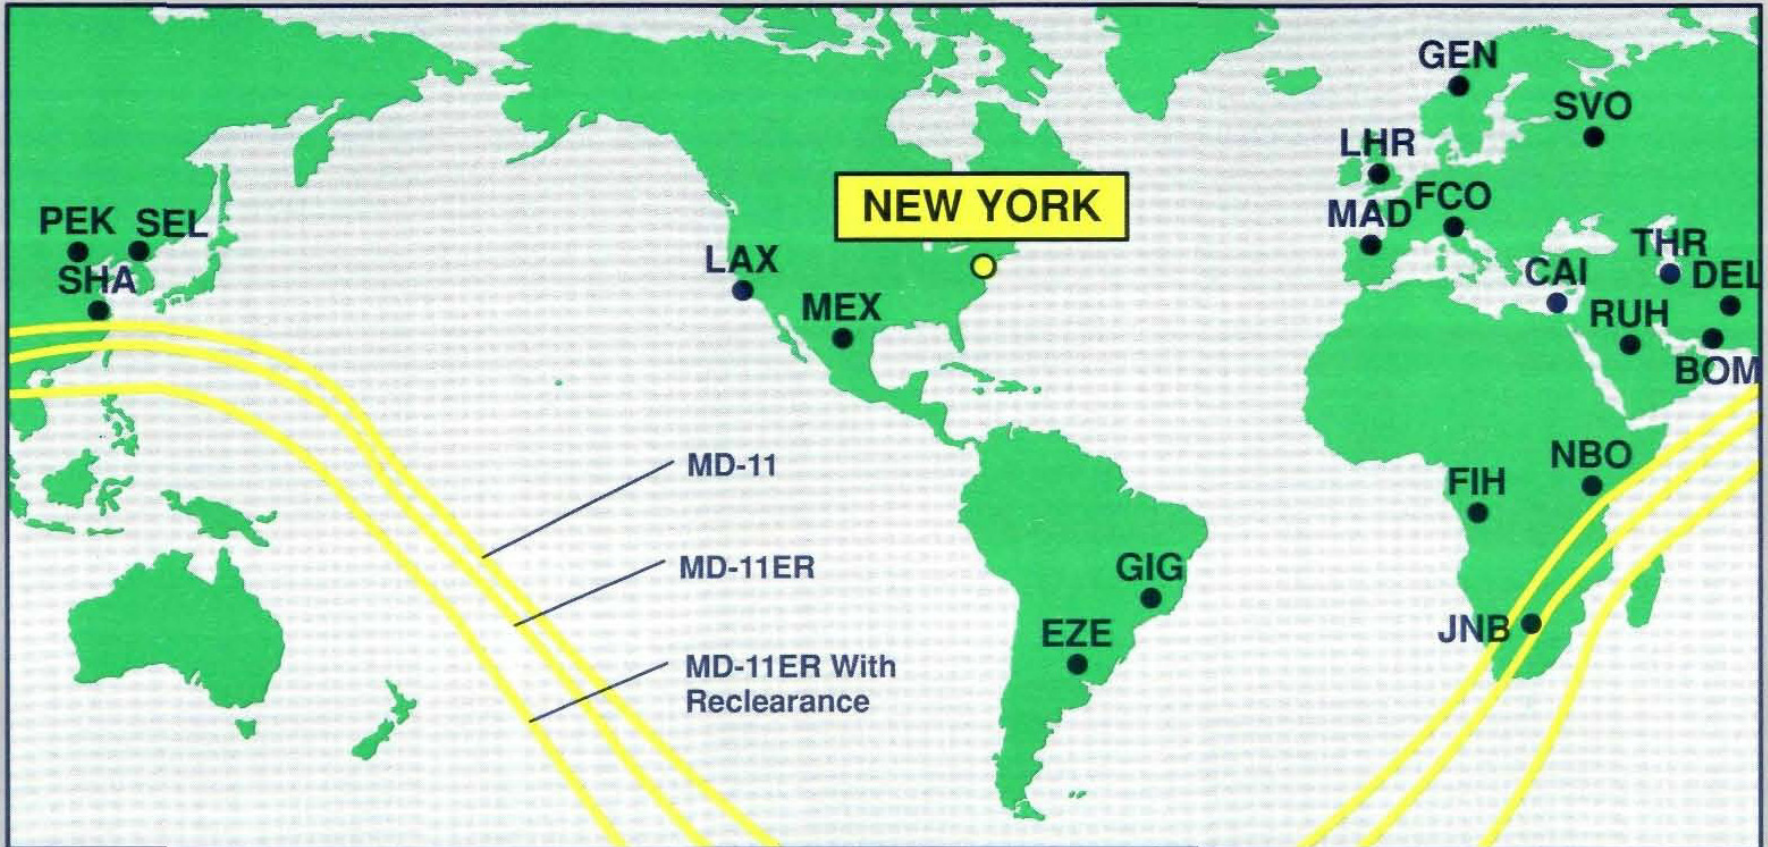 GEN
SVO
LHR
NEW YORK
MAD
FCO
PEK
SEL
LAX
THR
SHA
CAI
DEL
MEX
RUH
BOM
MD-11
NBO
FIH
MD-11ER
GIG
EZE
JNB
MD-11ER With
Reclearance